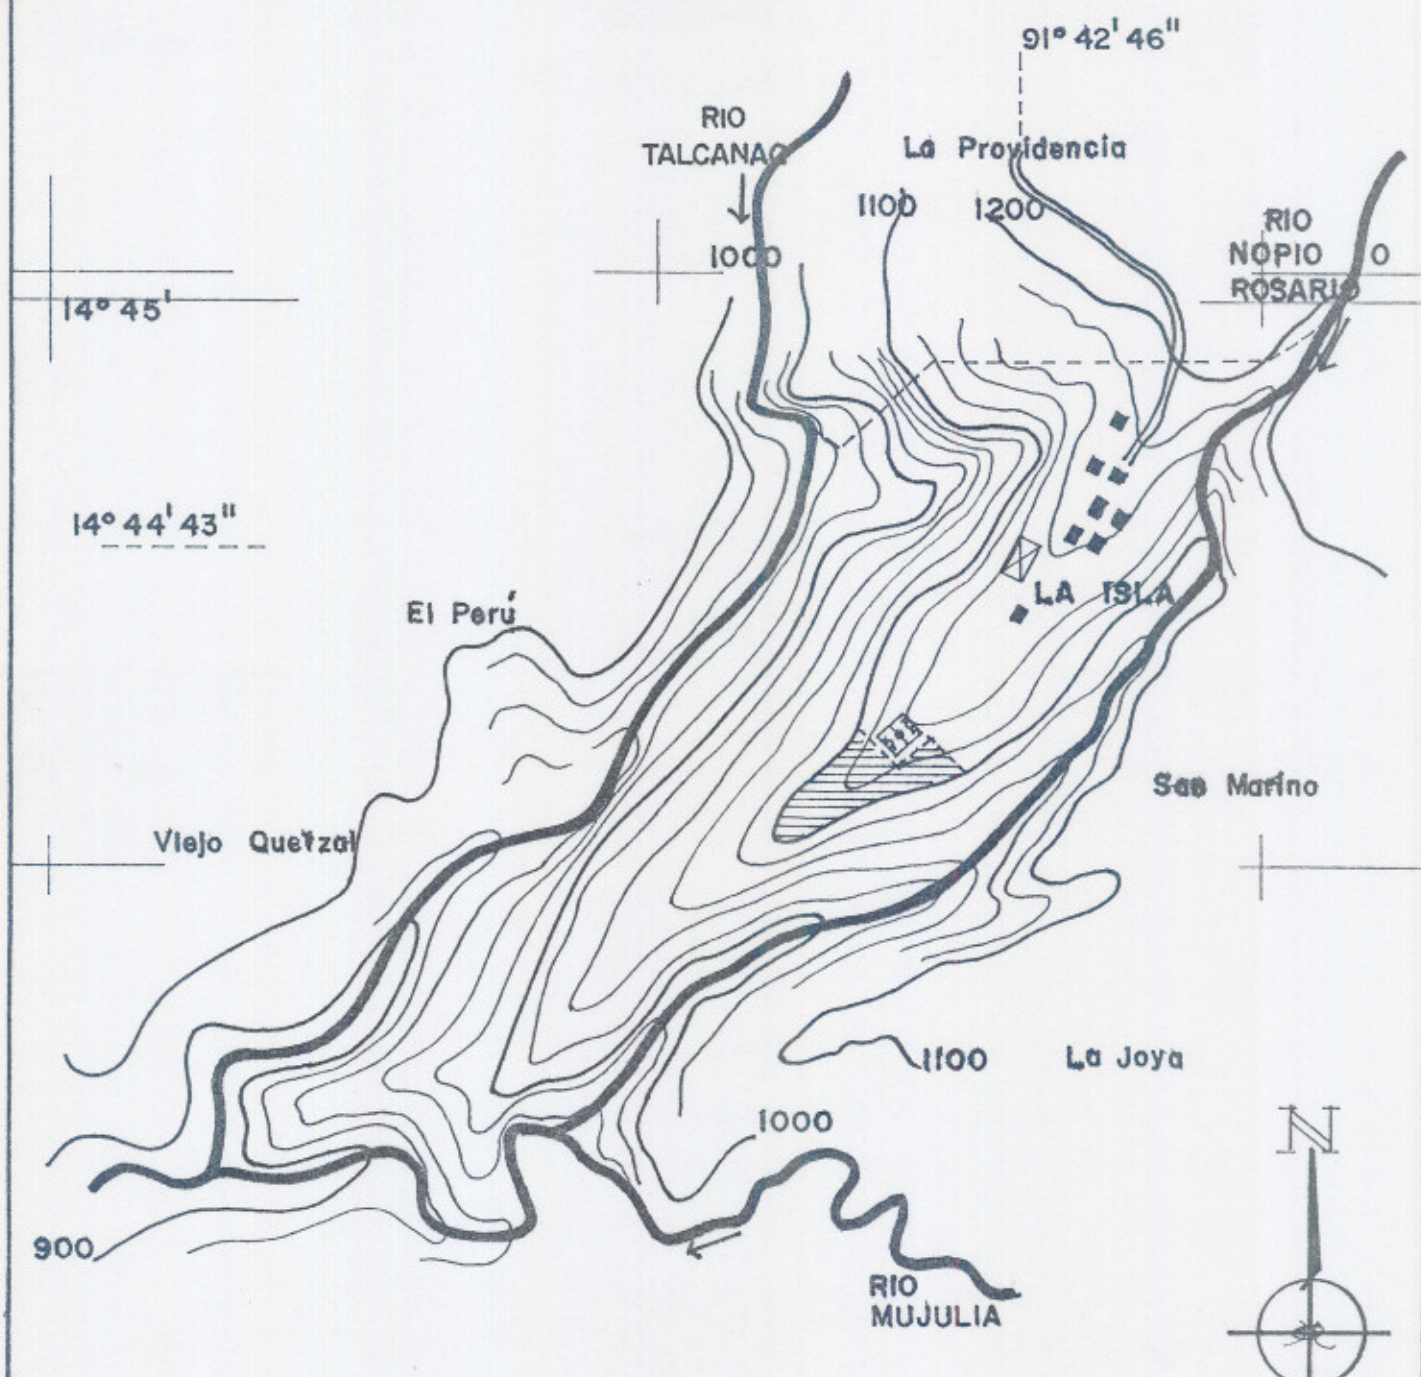 91° 42' 46"
RIO
TALCANAC
La Providencia
1100
1200
RIO
NOPIO O
ROSARIO
1000
14° 45'
14° 44' 43"
El Perú
LA ISLA
San Marino
Viejo Quetzal
1100
La Joya
1000
N
900
RIO
MUJULIA